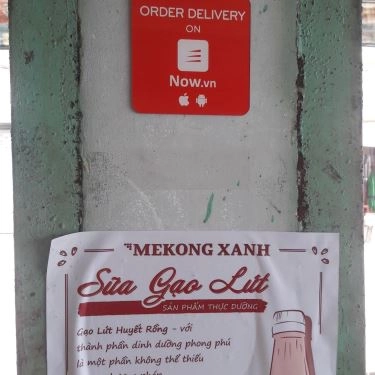 ORDER DELIVERY
ON
Now.vn
MEKONG XANH
Sữa Gạo Lứt
SẢN PHẨM THỰC DƯỠNG
Gạo Lứt Huyết Rồng - với
thành phần dinh dưỡng phong phú
là một phần không thể thiếu